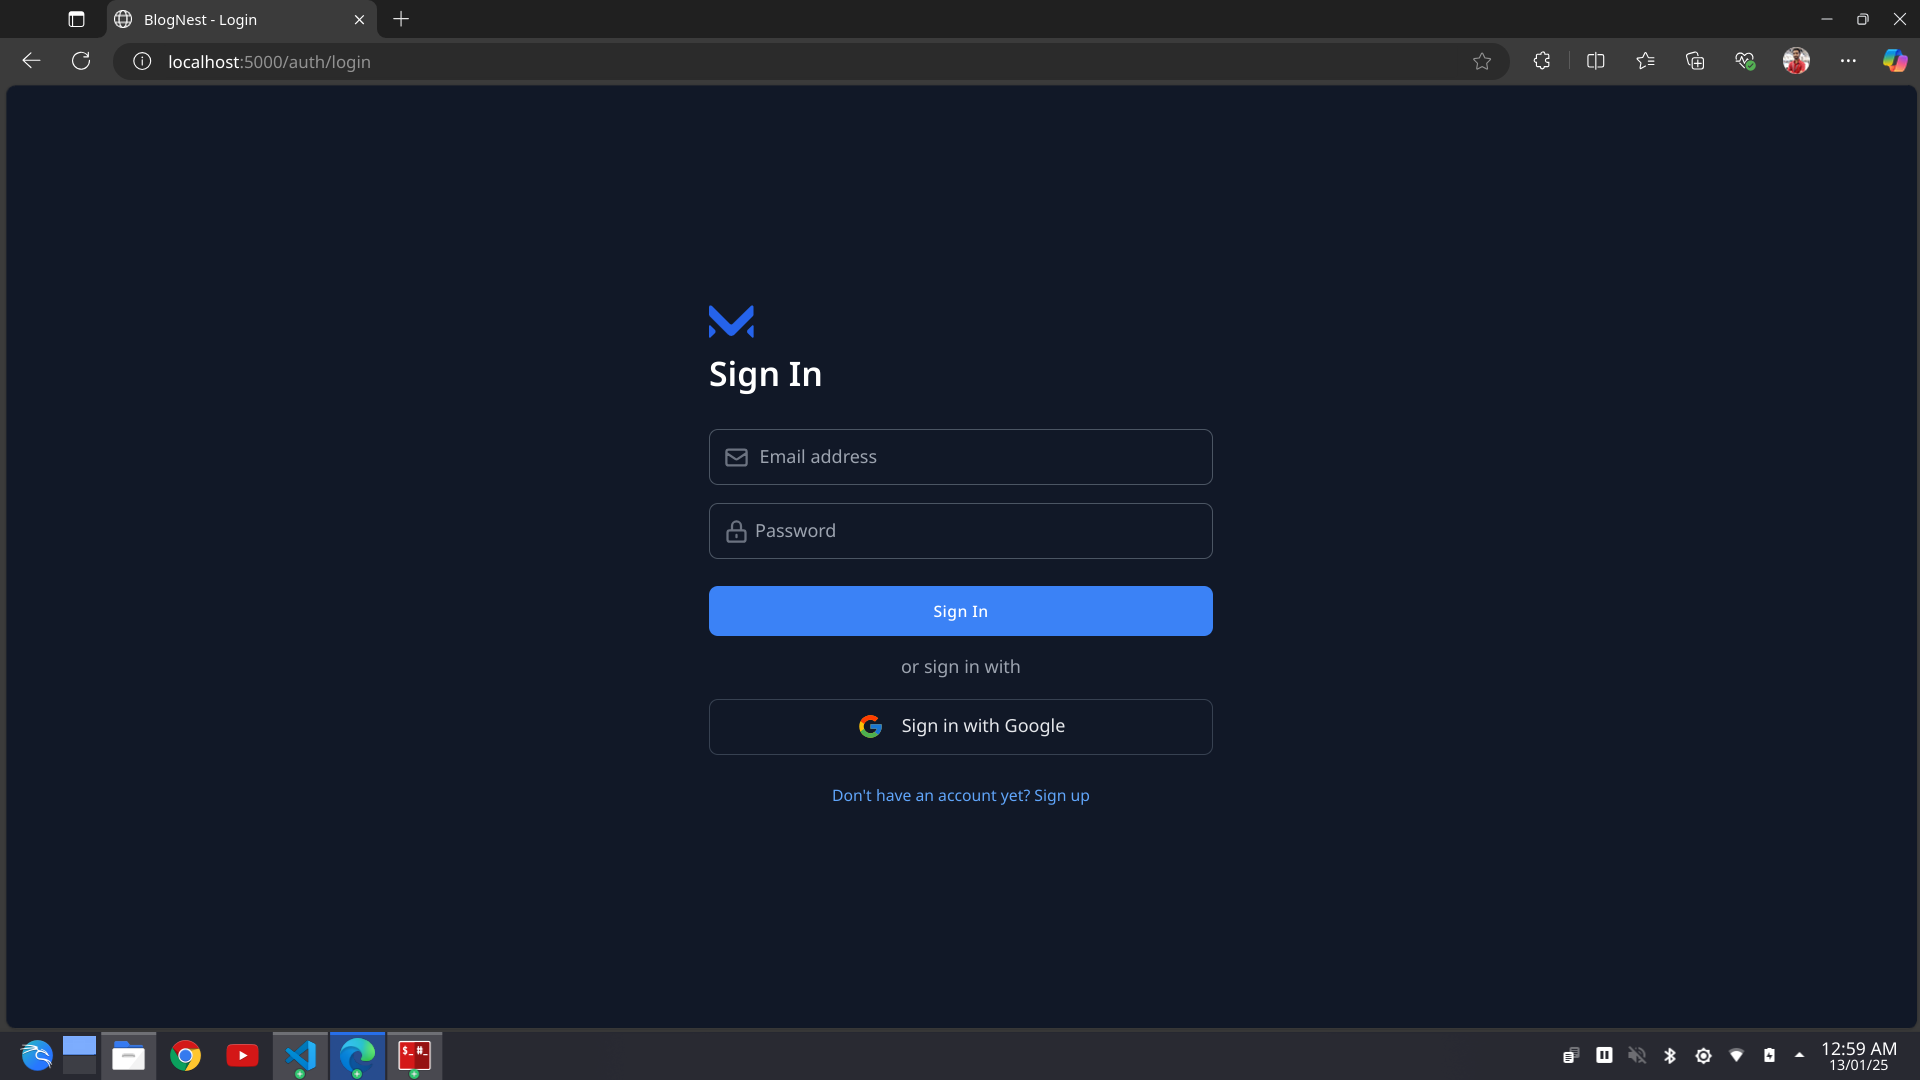 BlogNest - Login
localhost:5000/auth/login
Sign In
Email address
Password
Sign In
or sign in with
Sign in with Google
Don't have an account yet? Sign up
$_ #_
12:59 AM
13/01/25